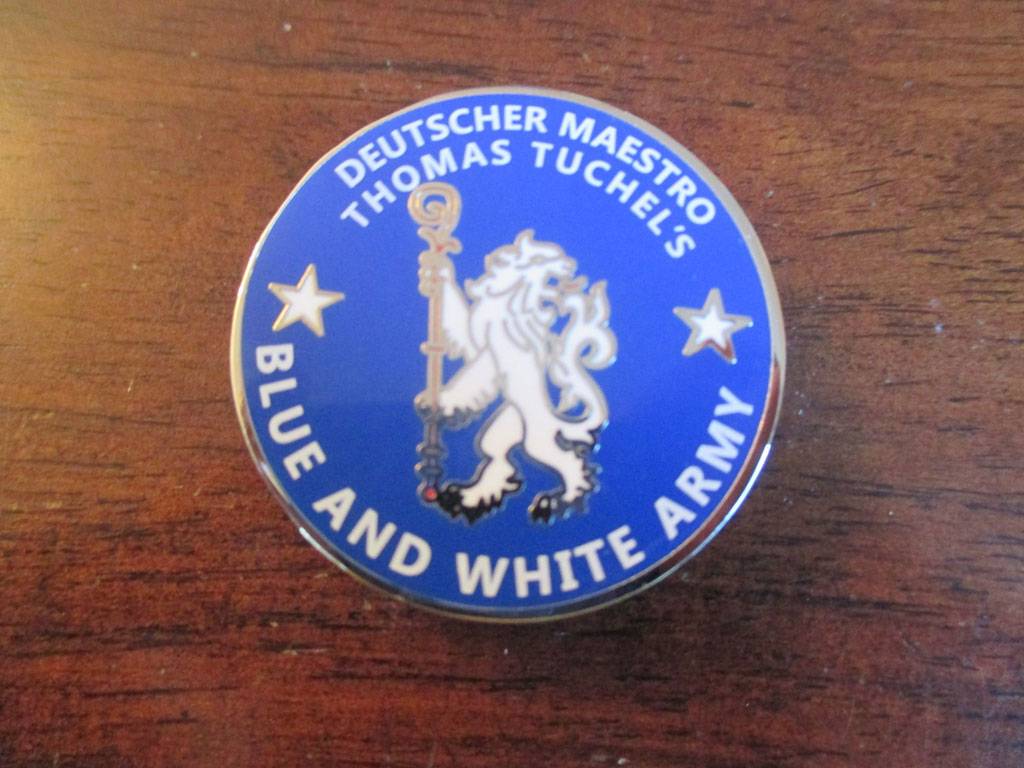 DEUTSCHER MAESTRO
THOMAS TUCHEL'S
BLUE AND WHITE ARMY